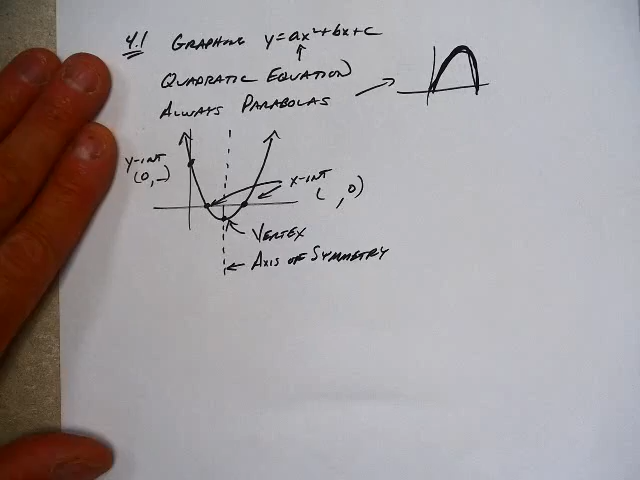 4.1 GRAPHING y=ax²+bx+c
QUADRATIC EQUATION
ALWAYS PARABOLAS
y-INT
(0,_)
x-INT
( ,0)
VERTEX
AXIS OF SYMMETRY